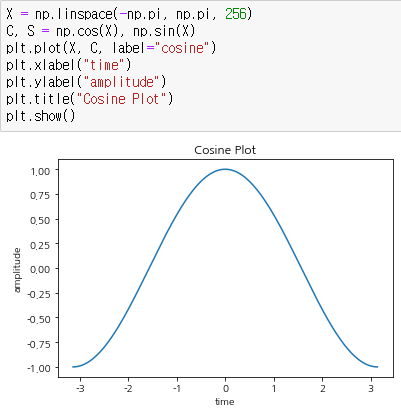 X = np.linspace(-np.pi, np.pi, 256)
C, S = np.cos(X), np.sin(X)
plt.plot(X, C, label="cosine")
plt.xlabel("time")
plt.ylabel("amplitude")
plt.title("Cosine Plot")
plt.show()
Cosine Plot
1,00
0,75
0,50
0,25
0,00
-0,25
-0,50
-0,75
-1,00
amplitude
-3 -2 -1 0 1 2 3
time